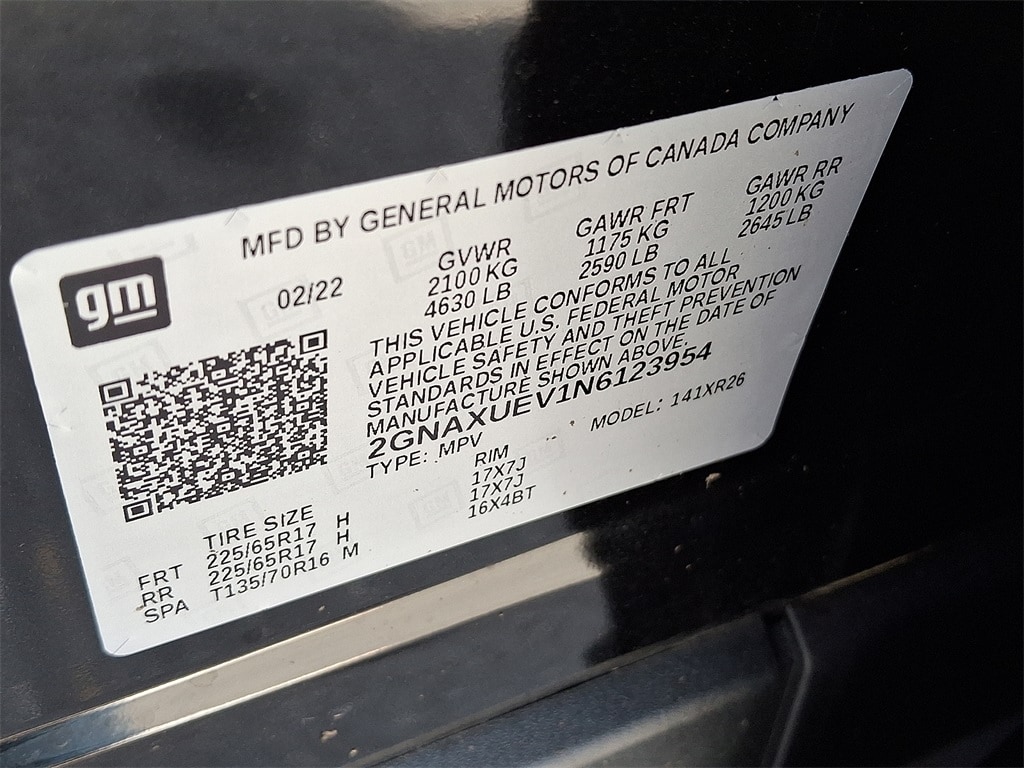 MFD BY GENERAL MOTORS OF CANADA COMPANY
gm
02/22
GVWR
2100 KG
4630 LB
GAWR FRT
1175 KG
2590 LB
GAWR RR
1200 KG
2645 LB
THIS VEHICLE CONFORMS TO ALL
APPLICABLE U.S. FEDERAL MOTOR
VEHICLE SAFETY AND THEFT PREVENTION
STANDARDS IN EFFECT ON THE DATE OF
MANUFACTURE SHOWN ABOVE.
2GNAXUEV1N6123954
TYPE: MPV
MODEL: 141XR26
TIRE SIZE RIM
FRT 225/65R17 H 17X7J
RR 225/65R17 H 17X7J
SPA T135/70R16 M 16X4BT